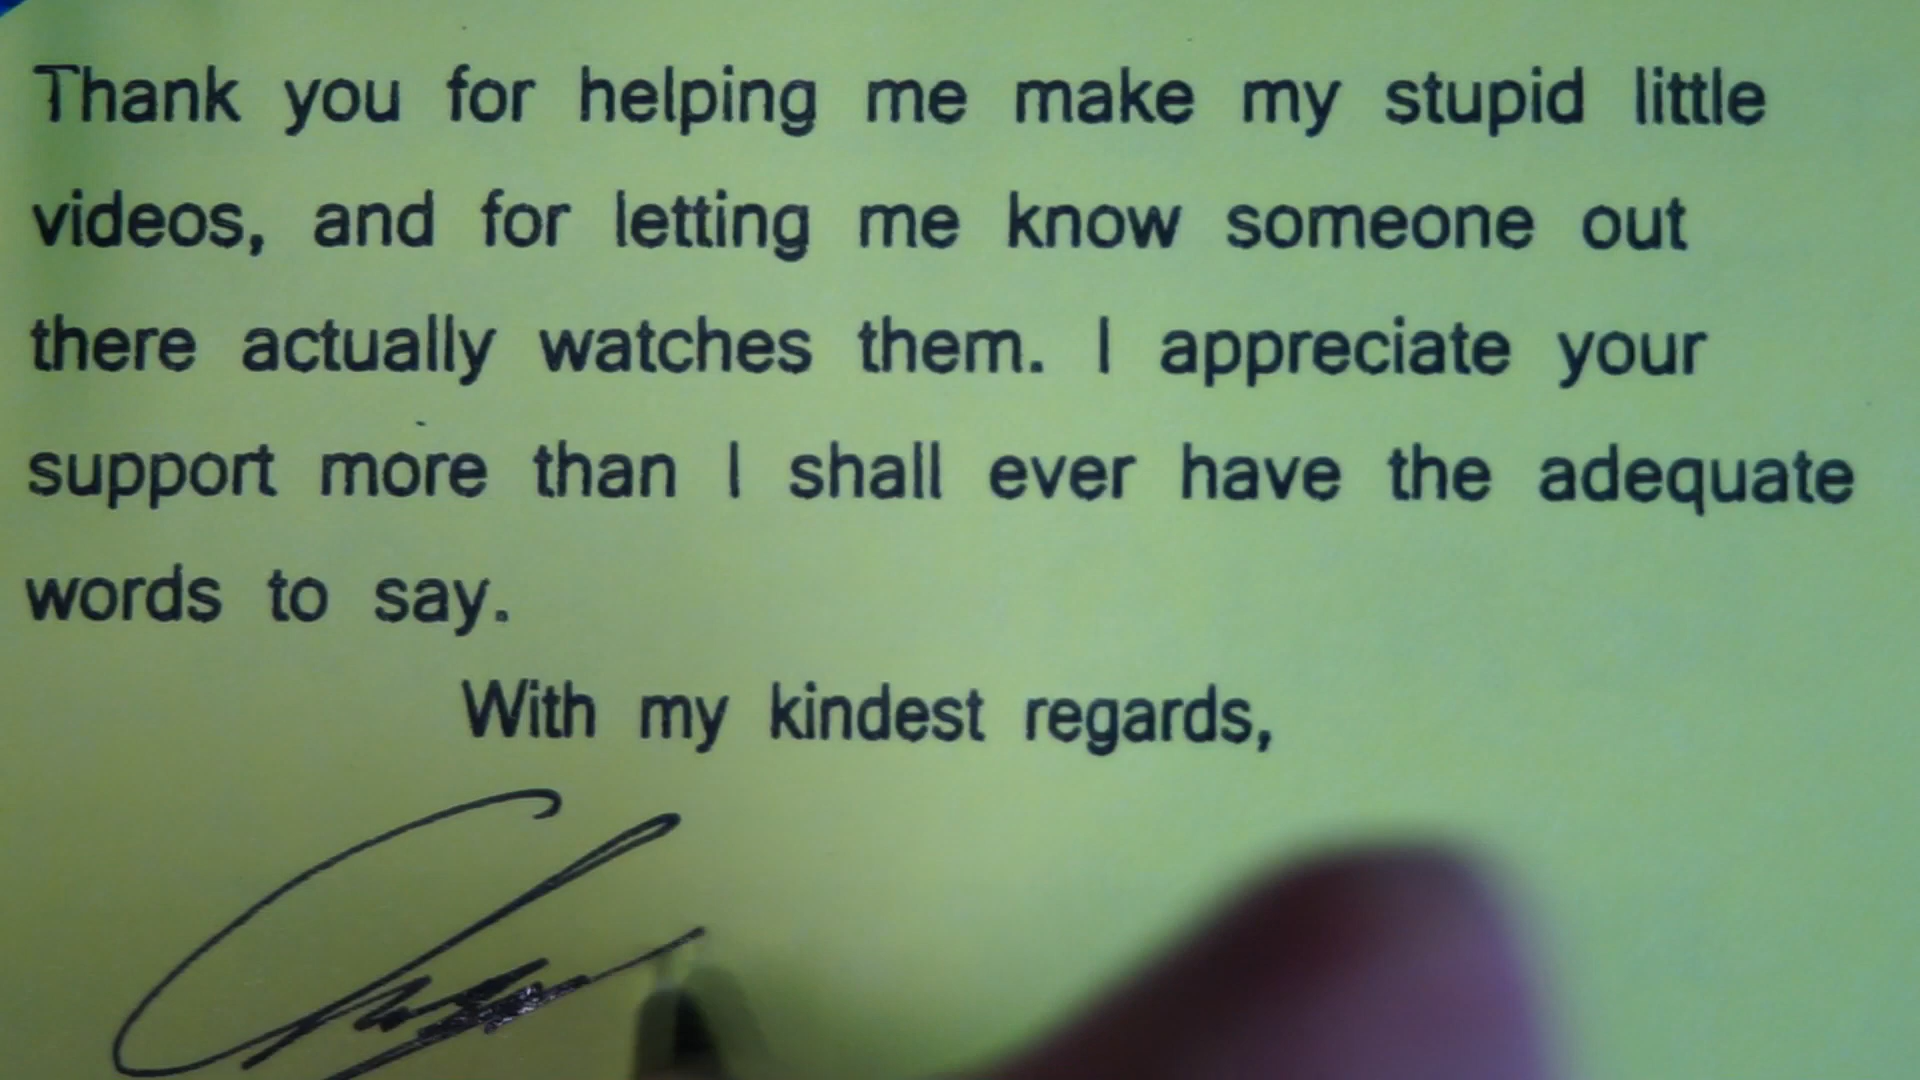 Thank you for helping me make my stupid little
videos, and for letting me know someone out
there actually watches them. I appreciate your
support more than I shall ever have the adequate
words to say.
With my kindest regards,